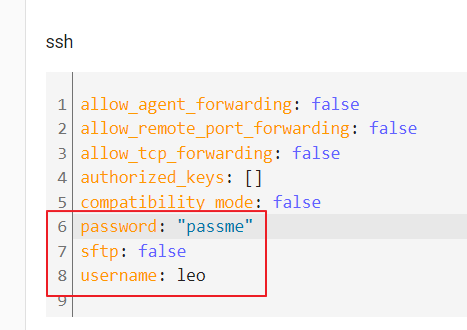 ssh
1 allow_agent_forwarding: false
2 allow_remote_port_forwarding: false
3 allow_tcp_forwarding: false
4 authorized_keys: []
5 compatibility_mode: false
6 password: "passme"
7 sftp: false
8 username: leo
9